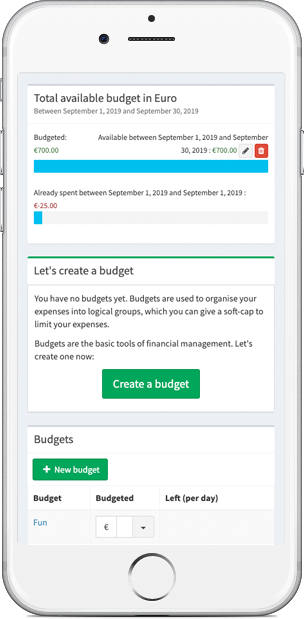 Total available budget in Euro
Between September 1, 2019 and September 30, 2019
Budgeted: Available between September 1, 2019 and September
€700.00 30, 2019 : €700.00
Already spent between September 1, 2019 and September 1, 2019 :
€-25.00
Let's create a budget
You have no budgets yet. Budgets are used to organise your
expenses into logical groups, which you can give a soft-cap to
limit your expenses.
Budgets are the basic tools of financial management. Let's
create one now:
Create a budget
Budgets
+ New budget
Budget Budgeted Left (per day)
Fun €